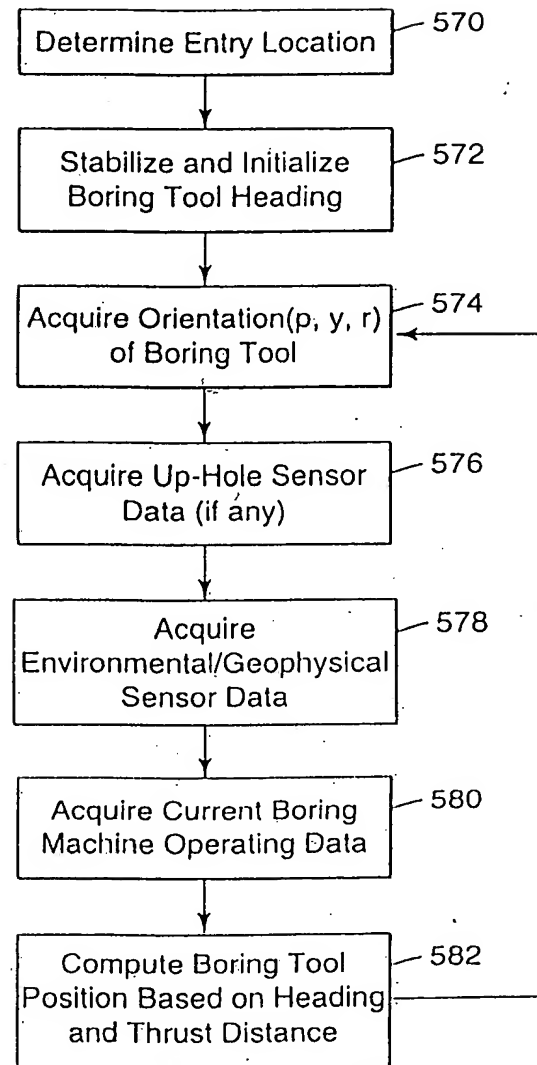 Determine Entry Location
570
Stabilize and Initialize
Boring Tool Heading
572
Acquire Orientation(p, y, r)
of Boring Tool
574
Acquire Up-Hole Sensor
Data (if any)
576
Acquire
Environmental/Geophysical
Sensor Data
578
Acquire Current Boring
Machine Operating Data
580
Compute Boring Tool
Position Based on Heading
and Thrust Distance
582